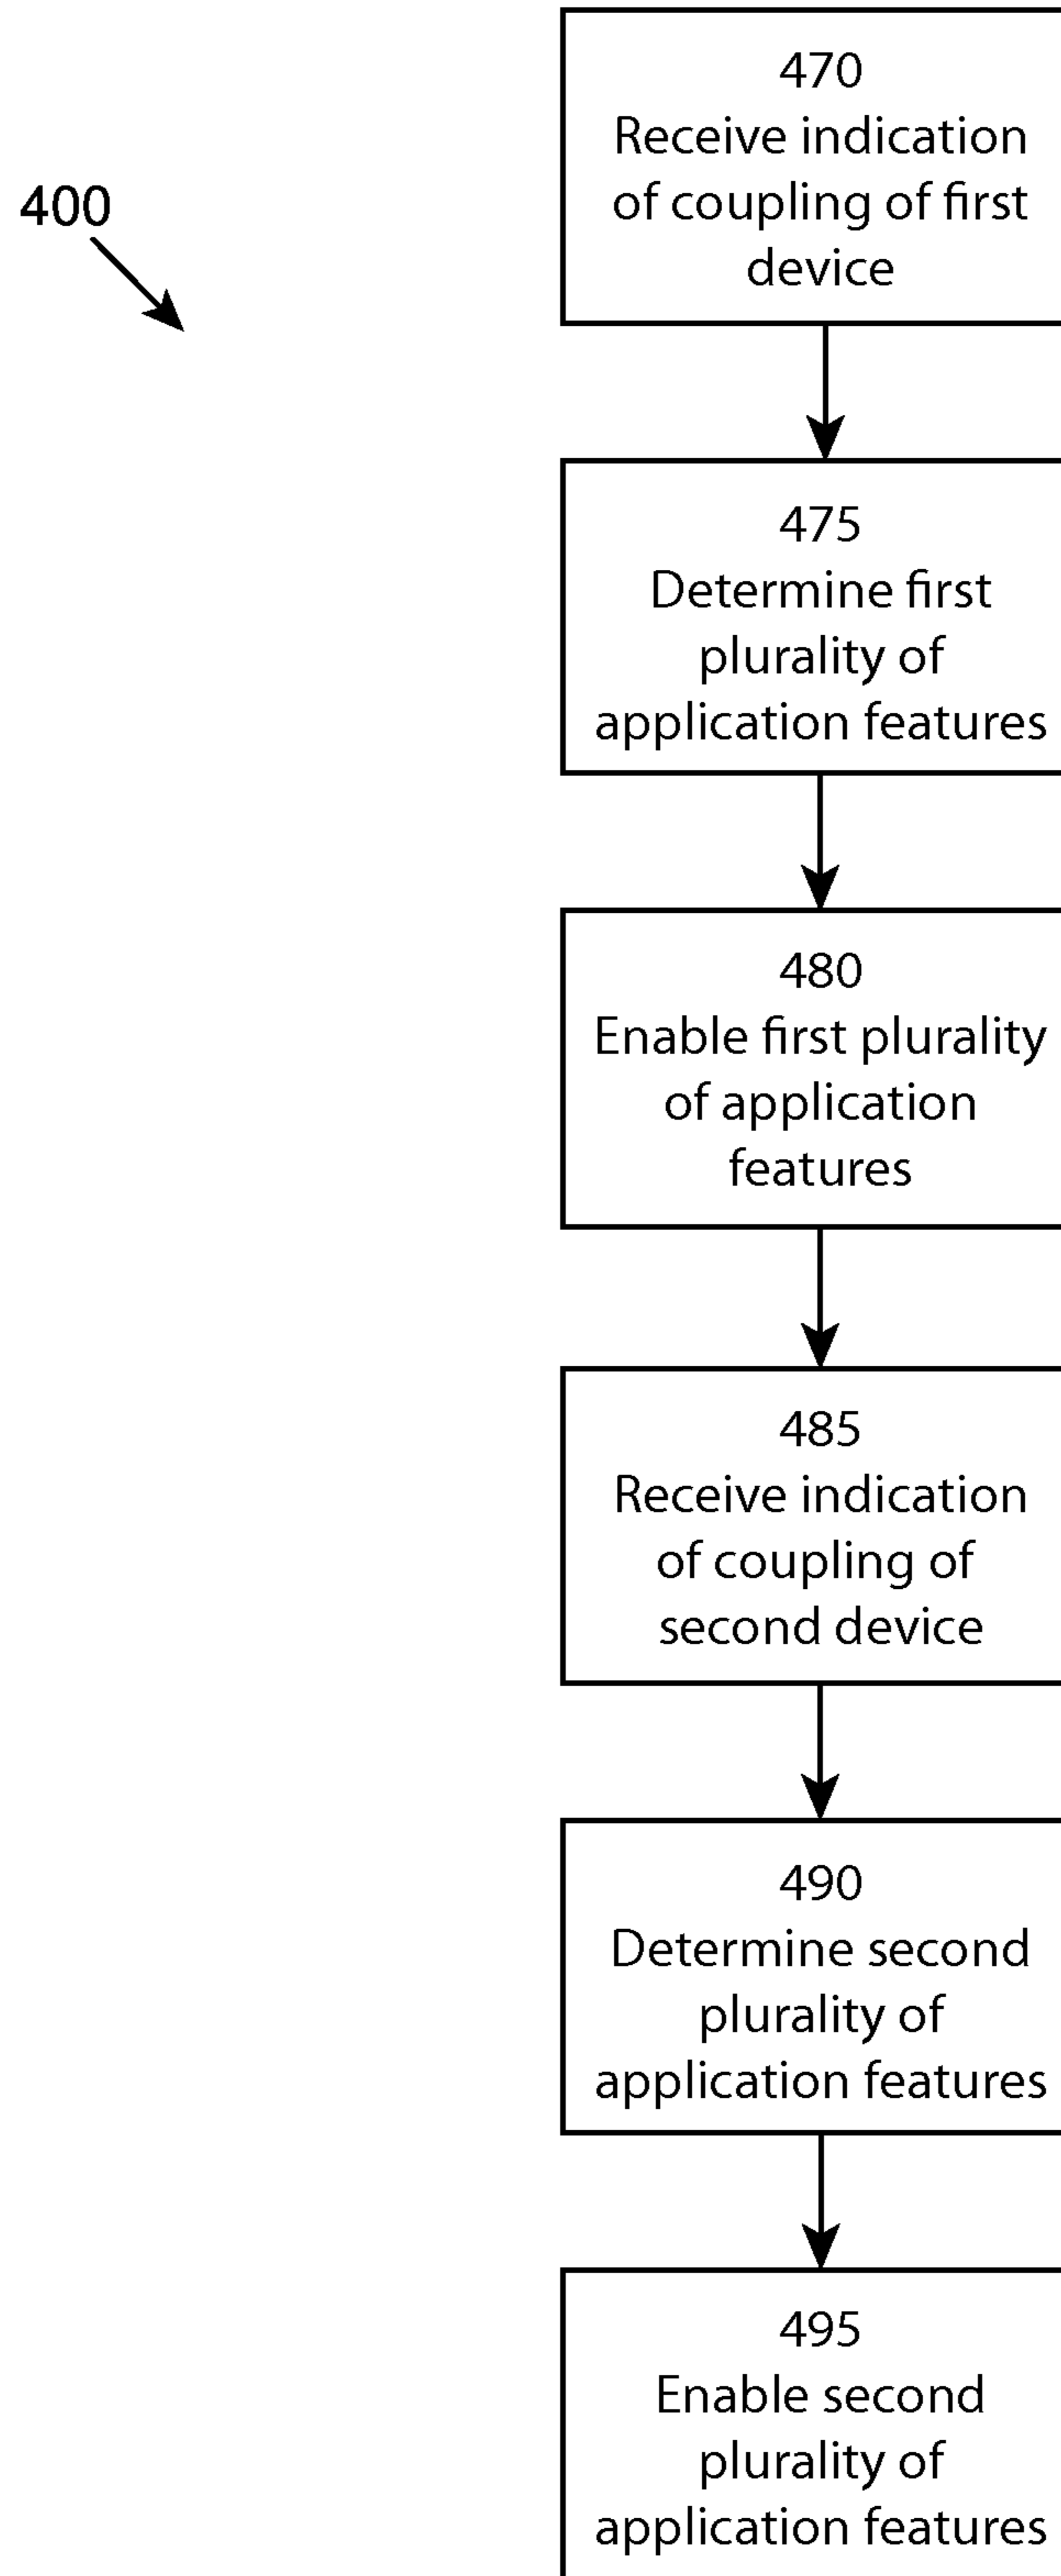 400
470
Receive indication
of coupling of first
device
475
Determine first
plurality of
application features
480
Enable first plurality
of application
features
485
Receive indication
of coupling of
second device
490
Determine second
plurality of
application features
495
Enable second
plurality of
application features